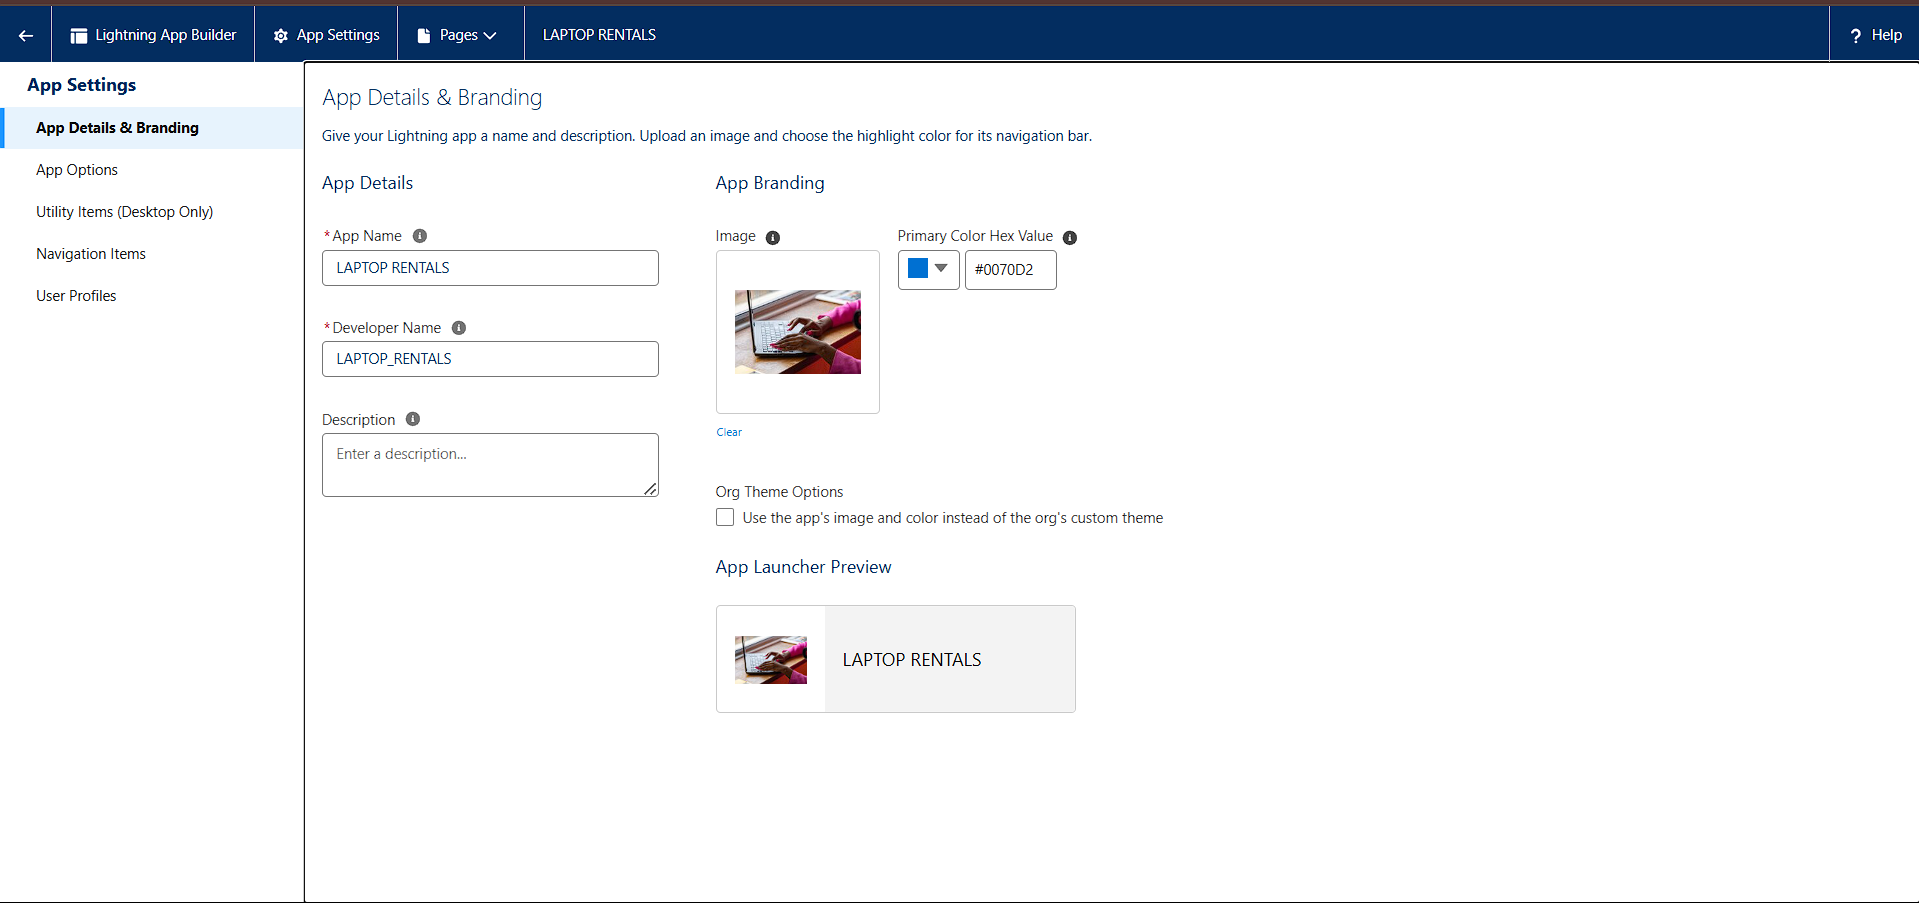 Lightning App Builder
App Settings
Pages
LAPTOP RENTALS
? Help
App Settings
App Details & Branding
App Options
Utility Items (Desktop Only)
Navigation Items
User Profiles
App Details & Branding
Give your Lightning app a name and description. Upload an image and choose the highlight color for its navigation bar.
App Details
*App Name
LAPTOP RENTALS
*Developer Name
LAPTOP_RENTALS
Description
Enter a description...
App Branding
Image
Clear
Primary Color Hex Value
#0070D2
Org Theme Options
Use the app's image and color instead of the org's custom theme
App Launcher Preview
LAPTOP RENTALS